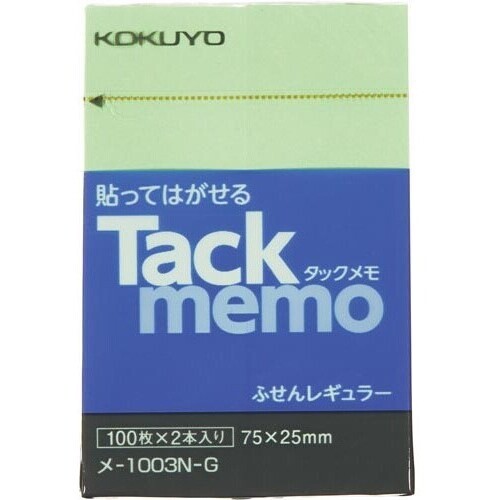 KOKUYO
貼ってはがせる
Tack
タックメモ
memo
ふせんレギュラー
100枚×2本入り 75×25mm
メ-1003N-G